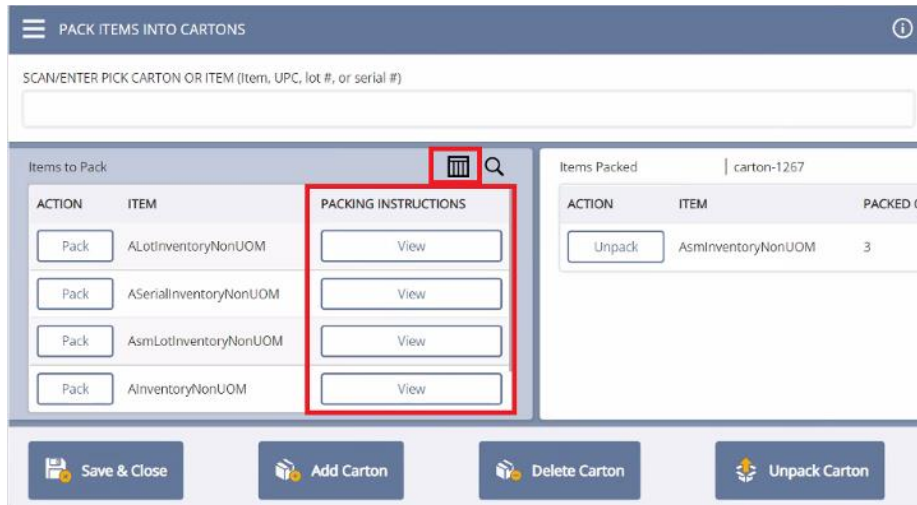 PACK ITEMS INTO CARTONS
SCAN/ENTER PICK CARTON OR ITEM (Item, UPC, lot #, or serial #)
Items to Pack
ACTION ITEM PACKING INSTRUCTIONS
Pack ALotInventoryNonUOM View
Pack ASerialInventoryNonUOM View
Pack AsmLotInventoryNonUOM View
Pack AInventoryNonUOM View
Items Packed carton-1267
ACTION ITEM PACKED
Unpack AsmInventoryNonUOM 3
Save & Close Add Carton Delete Carton Unpack Carton